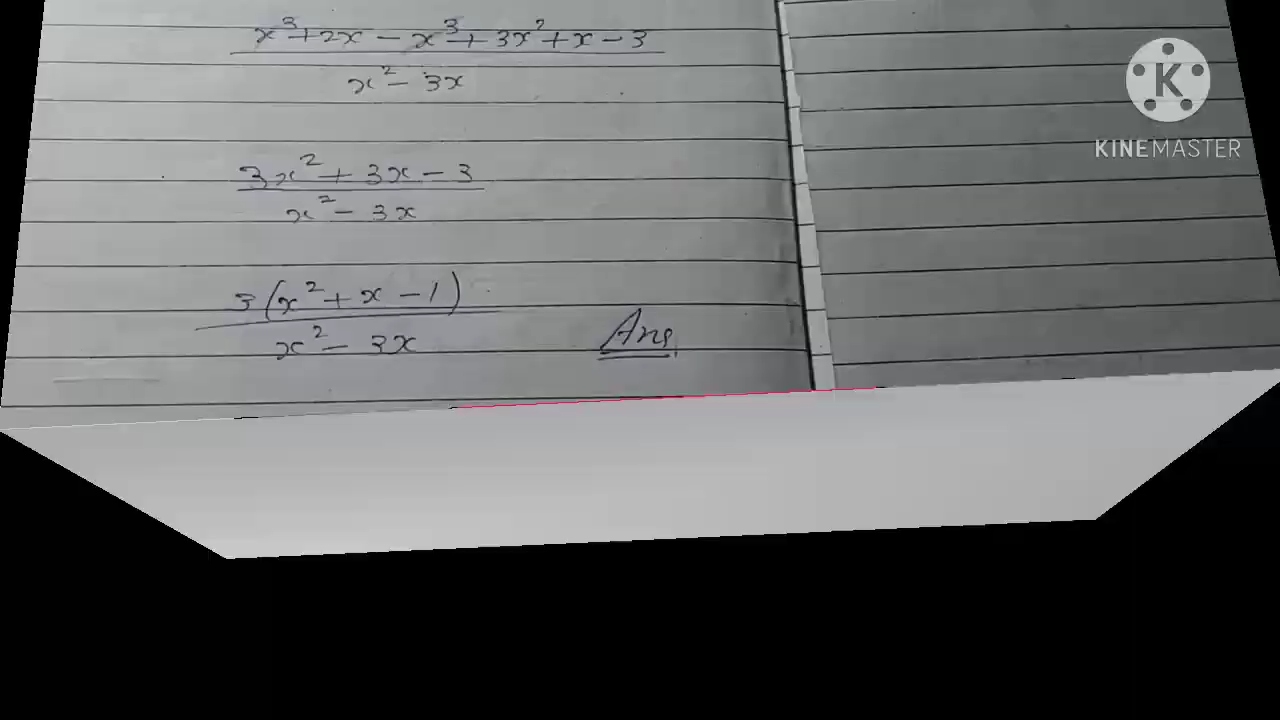 x³+2x - x³+3x²+x-3
x²-3x
3x²+3x-3
x²-3x
3(x²+x-1)
x²-3x
Ans
K
KINEMASTER